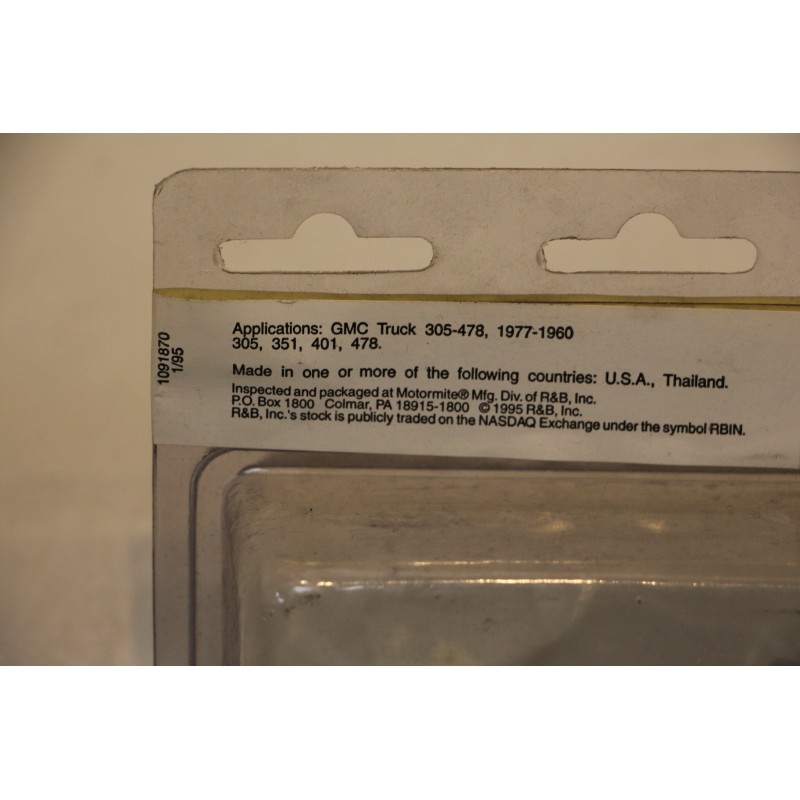 Applications: GMC Truck 305-478, 1977-1960
305, 351, 401, 478.
Made in one or more of the following countries: U.S.A., Thailand.
Inspected and packaged at Motormite® Mfg. Div. of R&B, Inc.
P.O. Box 1800 Colmar, PA 18915-1800 © 1995 R&B, Inc.
R&B, Inc.'s stock is publicly traded on the NASDAQ Exchange under the symbol RBIN.
1091870
1/95